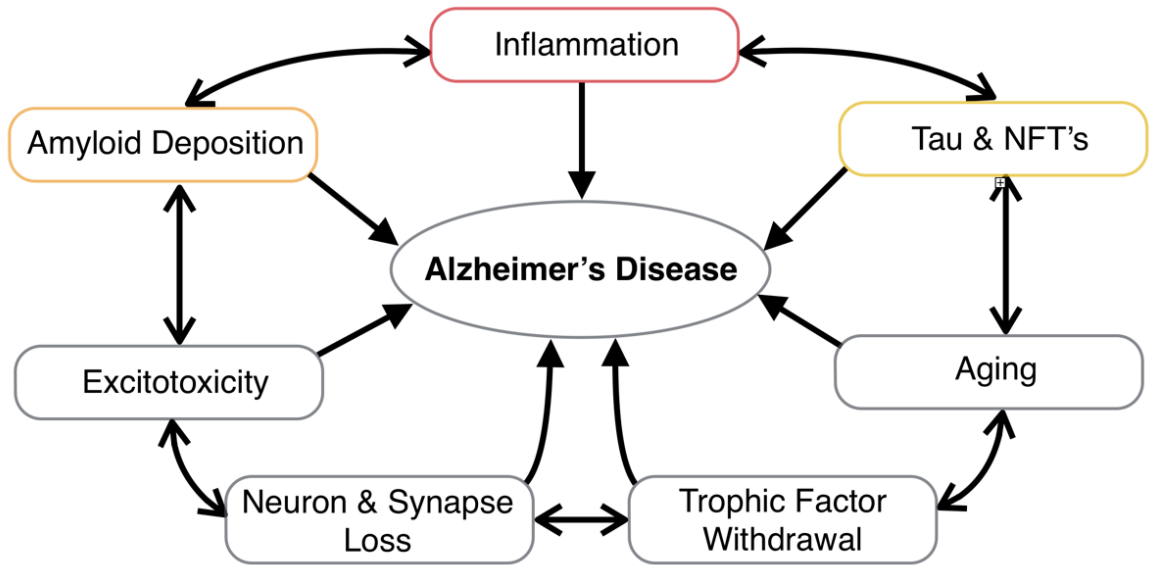 Inflammation
Amyloid Deposition
Tau & NFT’s
Alzheimer’s Disease
Excitotoxicity
Aging
Neuron & Synapse
Loss
Trophic Factor
Withdrawal